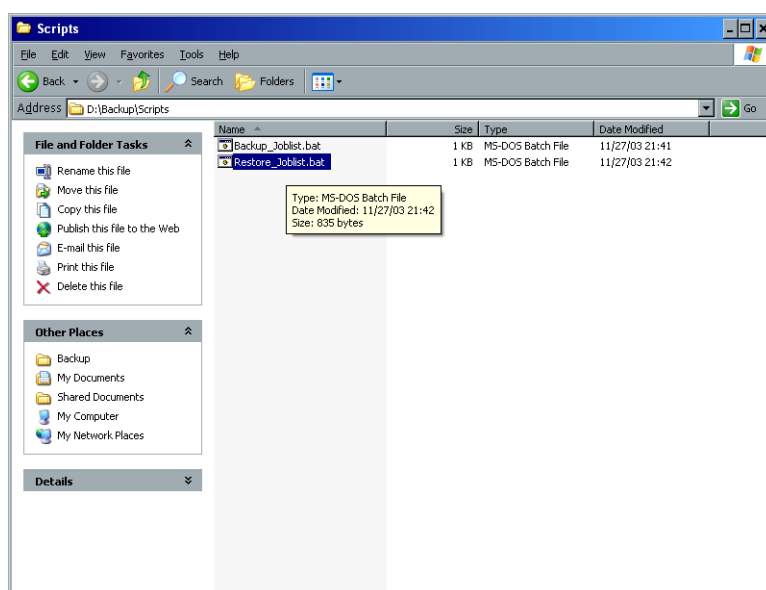 Scripts
File Edit View Favorites Tools Help
Back Search Folders
Address D:\Backup\Scripts Go
Name Size Type Date Modified
Backup_Joblist.bat 1 KB MS-DOS Batch File 11/27/03 21:41
Restore_Joblist.bat 1 KB MS-DOS Batch File 11/27/03 21:42
Type: MS-DOS Batch File
Date Modified: 11/27/03 21:42
Size: 835 bytes
File and Folder Tasks
Rename this file
Move this file
Copy this file
Publish this file to the Web
E-mail this file
Print this file
Delete this file
Other Places
Backup
My Documents
Shared Documents
My Computer
My Network Places
Details